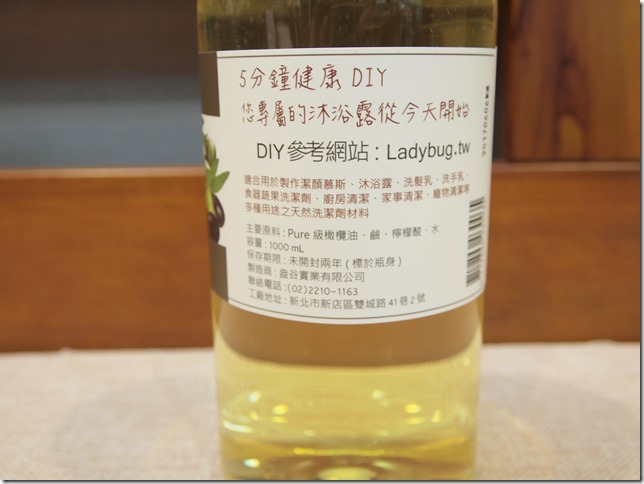 5分鐘健康 DIY
您專屬的沐浴露從今天開始
DIY參考網站：Ladybug.tw
適合用於製作潔顏慕斯、沐浴露、洗髮乳、洗手乳、
食器蔬果洗潔劑、廚房清潔、家事清潔、寵物清潔等
多種用途之天然洗潔劑材料
主要原料：Pure 級橄欖油、鹼、檸檬酸、水
容量：1000 mL
保存期限：未開封兩年（標於瓶身）
製造商：盎谷實業有限公司
聯絡電話：(02)2210-1163
工廠地址：新北市新店區雙城路 41 巷 2 號